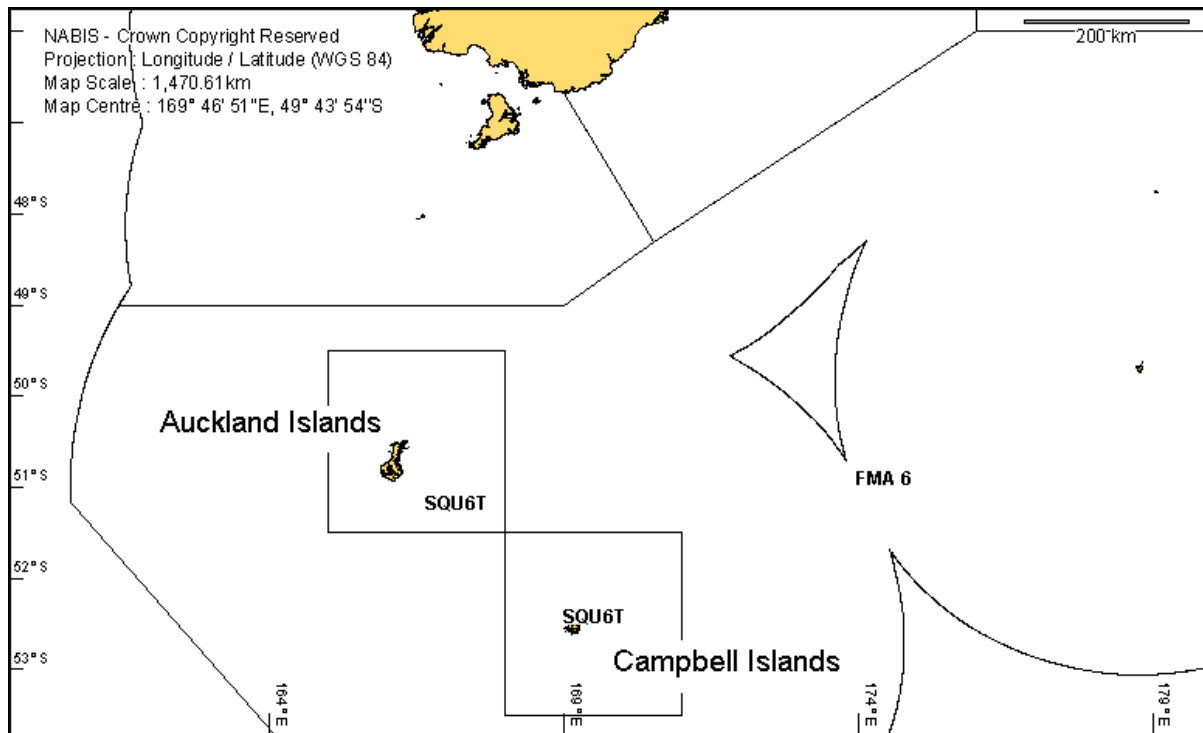 NABIS - Crown Copyright Reserved
Projection : Longitude / Latitude (WGS 84)
Map Scale : 1,470.61km
Map Centre : 169° 46' 51"E, 49° 43' 54"S
200 km
48° S
49° S
50° S
Auckland Islands
51° S
SQU6T
FMA 6
52° S
SQU6T
53° S
Campbell Islands
164° E
169° E
174° E
179° E